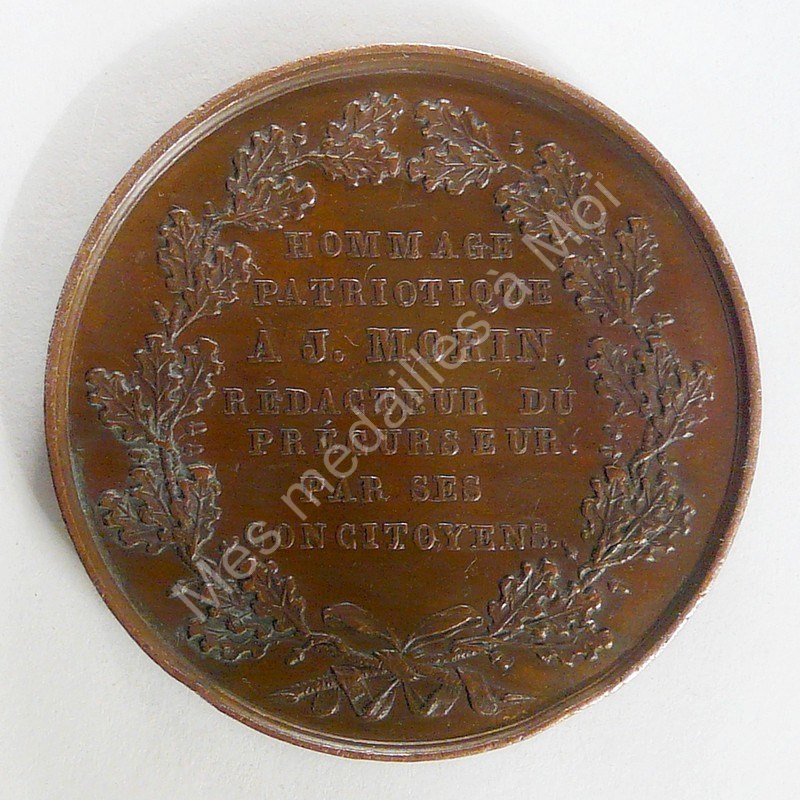 HOMMAGE
PATRIOTIQUE
A J. MORIN,
RÉDACTEUR DU
PRÉCURSEUR.
PAR SES
CONCITOYENS.
Mes médailles à Moi